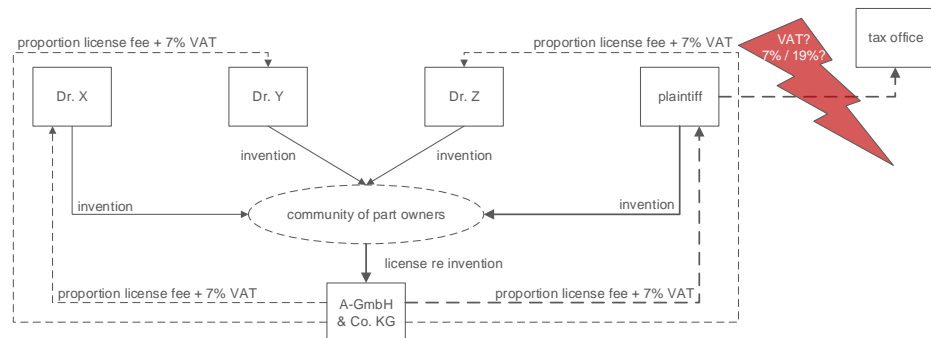 proportion license fee + 7% VAT
proportion license fee + 7% VAT
VAT?
7% / 19%?
tax office
Dr. X
Dr. Y
Dr. Z
plaintiff
invention
invention
invention
community of part owners
invention
license re invention
proportion license fee + 7% VAT
A-GmbH
& Co. KG
proportion license fee + 7% VAT